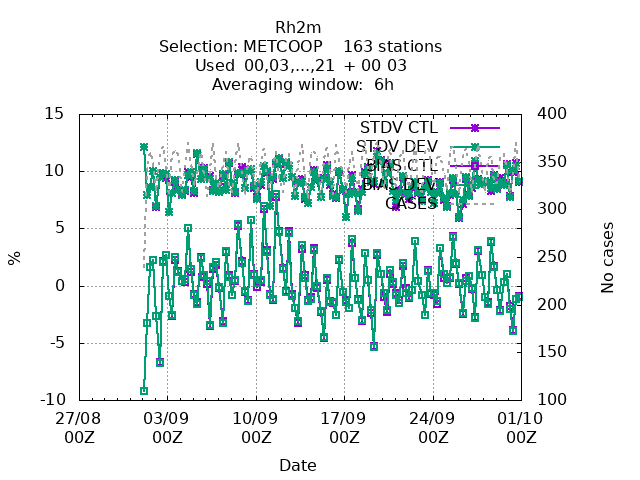 Rh2m
Selection: METCOOP 163 stations
Used 00,03,...,21 + 00 03
Averaging window: 6h
15
10
5
0
-5
-10
%
400
350
300
250
200
150
100
No cases
STDV CTL
STDV DEV
BIAS CTL
BIAS DEV
CASES
27/08 03/09 10/09 17/09 24/09 01/10
00Z 00Z 00Z 00Z 00Z 00Z
Date